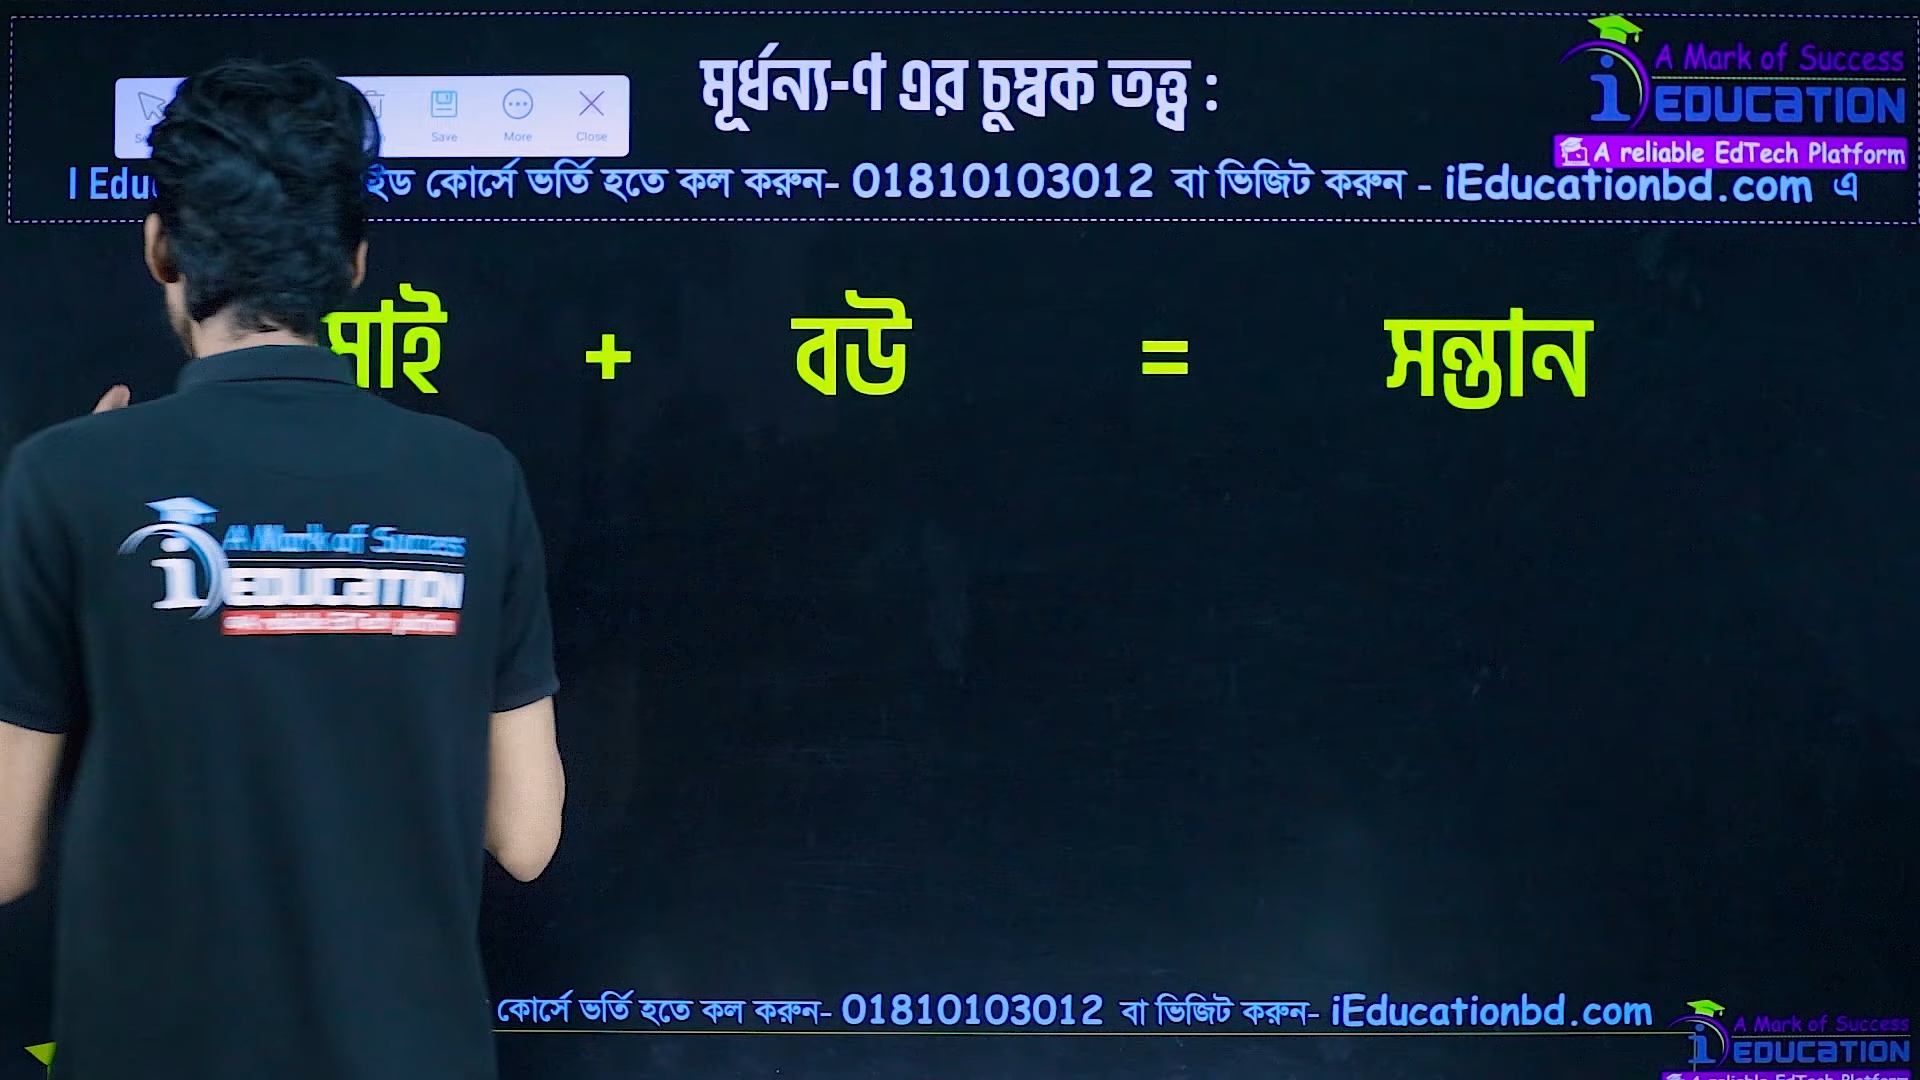 মূর্ধন্য-ণ এর চুম্বক তত্ত্ব :
A Mark of Success
i EDUCATION
A reliable EdTech Platform
Save
More
Close
কোর্সে ভর্তি হতে কল করুন- 01810103012 বা ভিজিট করুন - iEducationbd.com এ
+ বউ = সন্তান
A Mark of Success
i EDUCATION
কোর্সে ভর্তি হতে কল করুন- 01810103012 বা ভিজিট করুন- iEducationbd.com
A Mark of Success
i EDUCATION